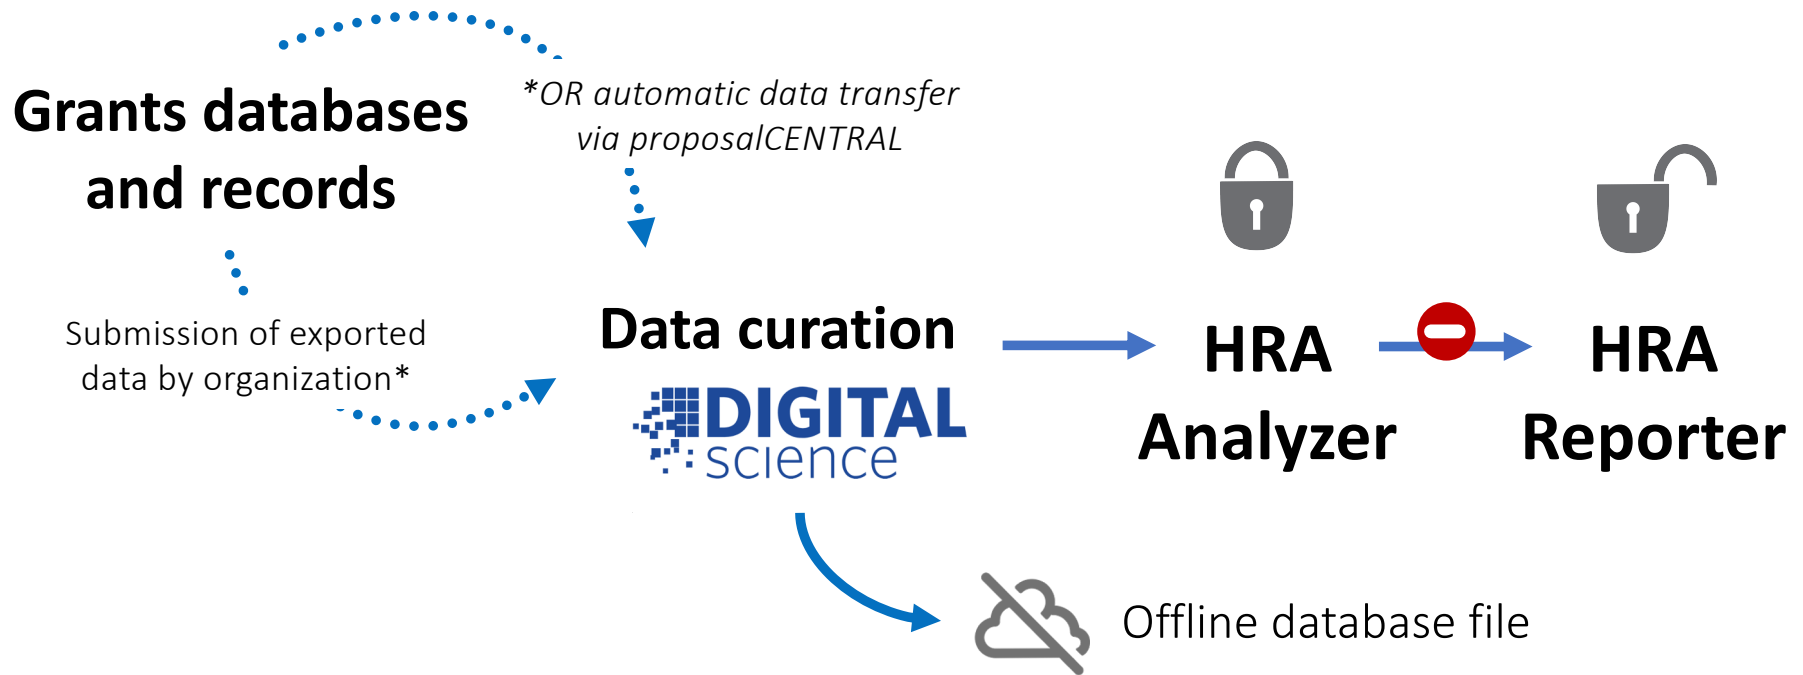 Grants databases
and records
*OR automatic data transfer
via proposalCENTRAL
Submission of exported
data by organization*
Data curation
DIGITAL
science
HRA
Analyzer
HRA
Reporter
Offline database file